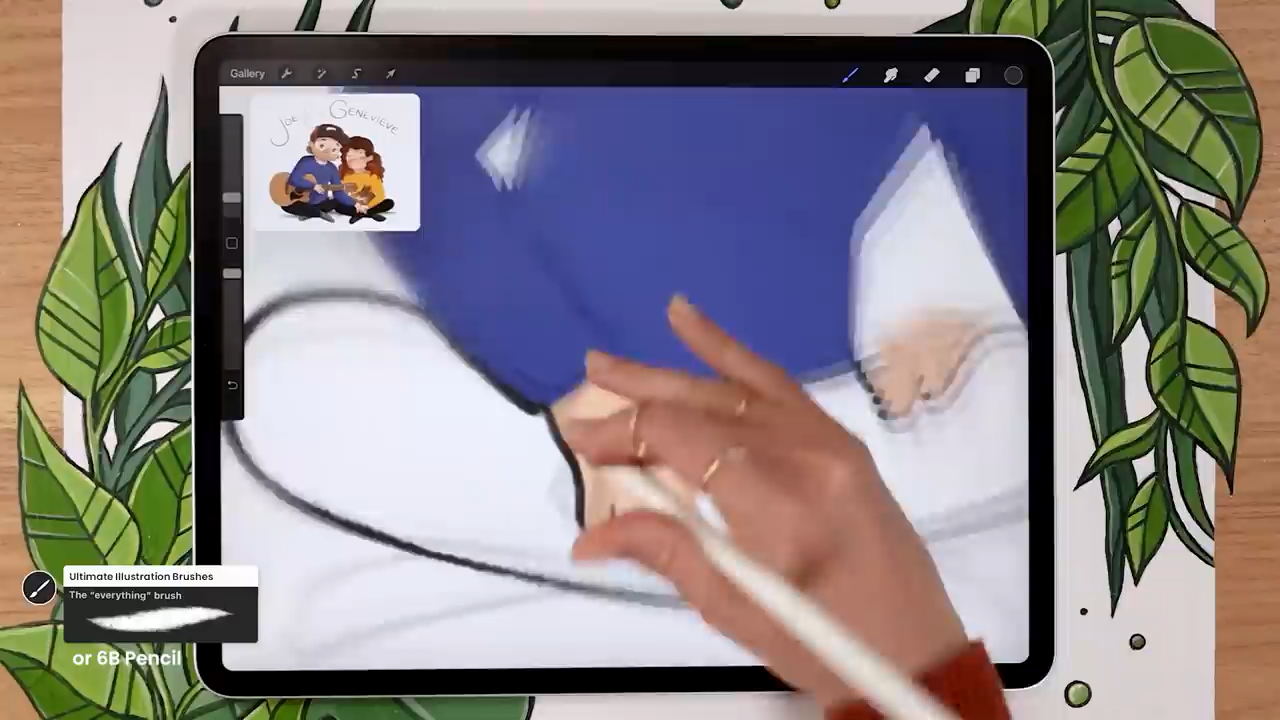 Gallery
JOE
GENEVIEVE
Ultimate Illustration Brushes
The “everything” brush
or 6B Pencil